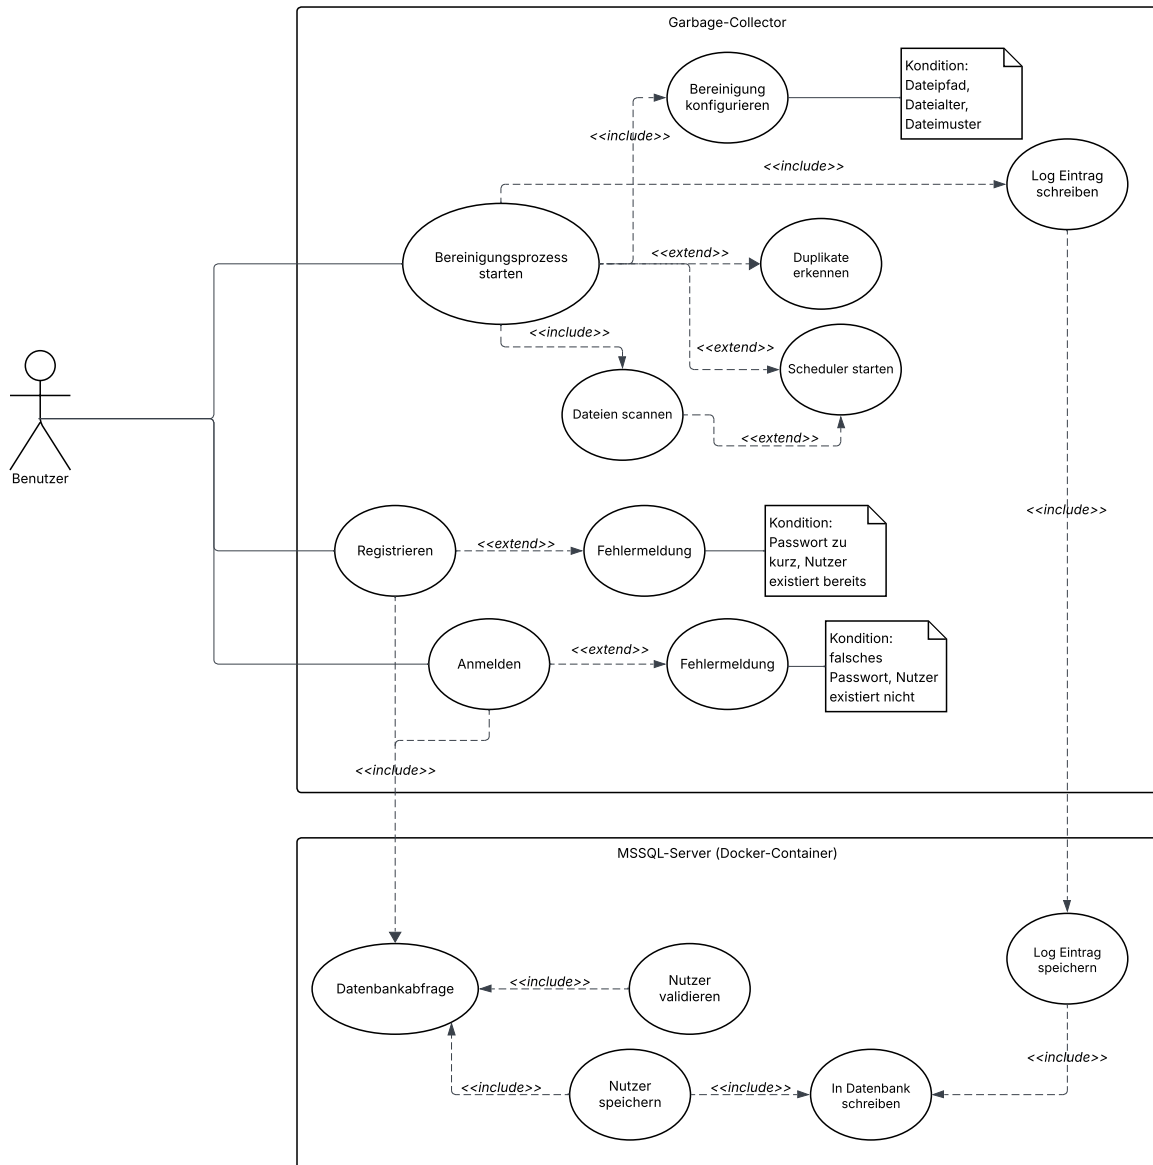 Garbage-Collector
Bereinigung
konfigurieren
Kondition:
Dateipfad,
Dateialter,
Dateimuster
<<include>>
<<include>>
Log Eintrag
schreiben
Bereinigungsprozess
starten
<<extend>>
Duplikate
erkennen
<<include>>
<<extend>>
Scheduler starten
Dateien scannen
<<extend>>
Benutzer
<<include>>
Registrieren
<<extend>>
Fehlermeldung
Kondition:
Passwort zu
kurz, Nutzer
existiert bereits
Anmelden
<<extend>>
Fehlermeldung
Kondition:
falsches
Passwort, Nutzer
existiert nicht
<<include>>
MSSQL-Server (Docker-Container)
Datenbankabfrage
<<include>>
Nutzer
validieren
Log Eintrag
speichern
<<include>>
<<include>>
Nutzer
speichern
<<include>>
In Datenbank
schreiben